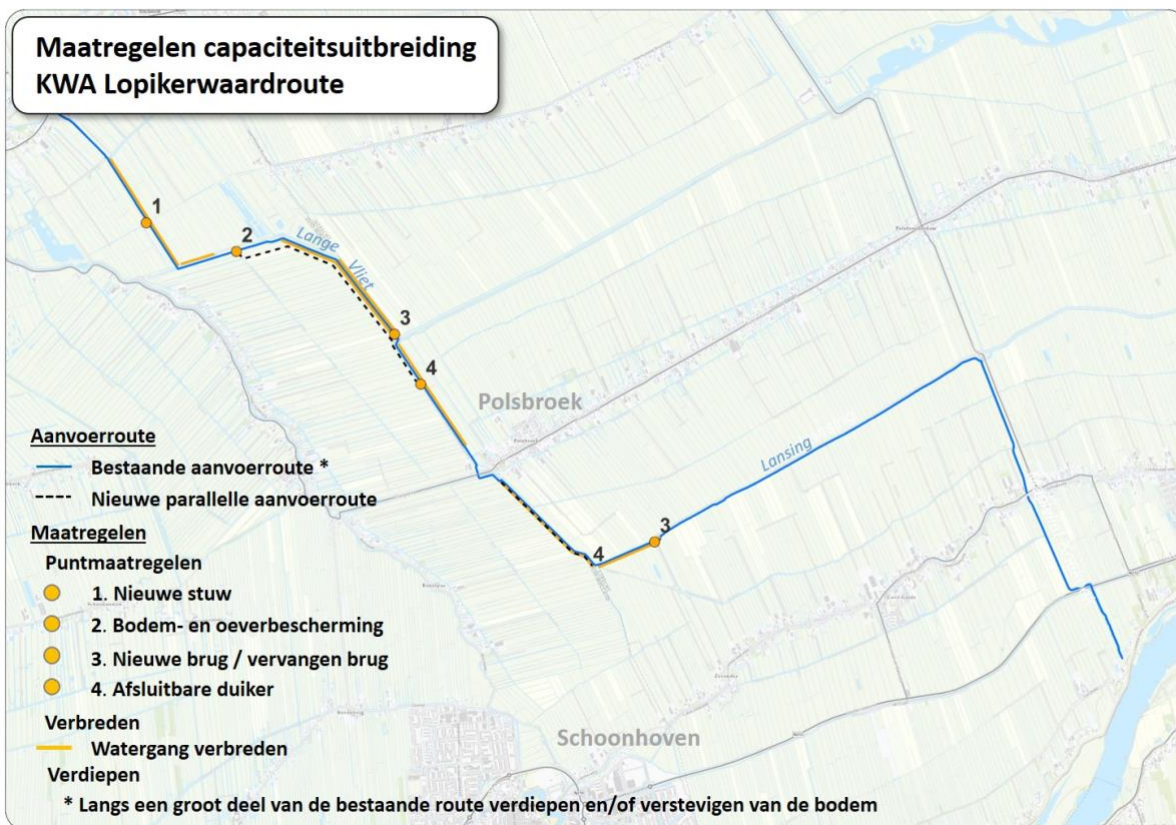 Maatregelen capaciteitsuitbreiding
KWA Lopikerwaardroute
1
2
Lange
Vliet
3
4
Polsbroek
Lansing
3
4
Schoonhoven
Aanvoerroute
Bestaande aanvoerroute *
Nieuwe parallelle aanvoerroute
Maatregelen
Puntmaatregelen
1. Nieuwe stuw
2. Bodem- en oeverbescherming
3. Nieuwe brug / vervangen brug
4. Afsluitbare duiker
Verbreden
Watergang verbreden
Verdiepen
* Langs een groot deel van de bestaande route verdiepen en/of verstevigen van de bodem